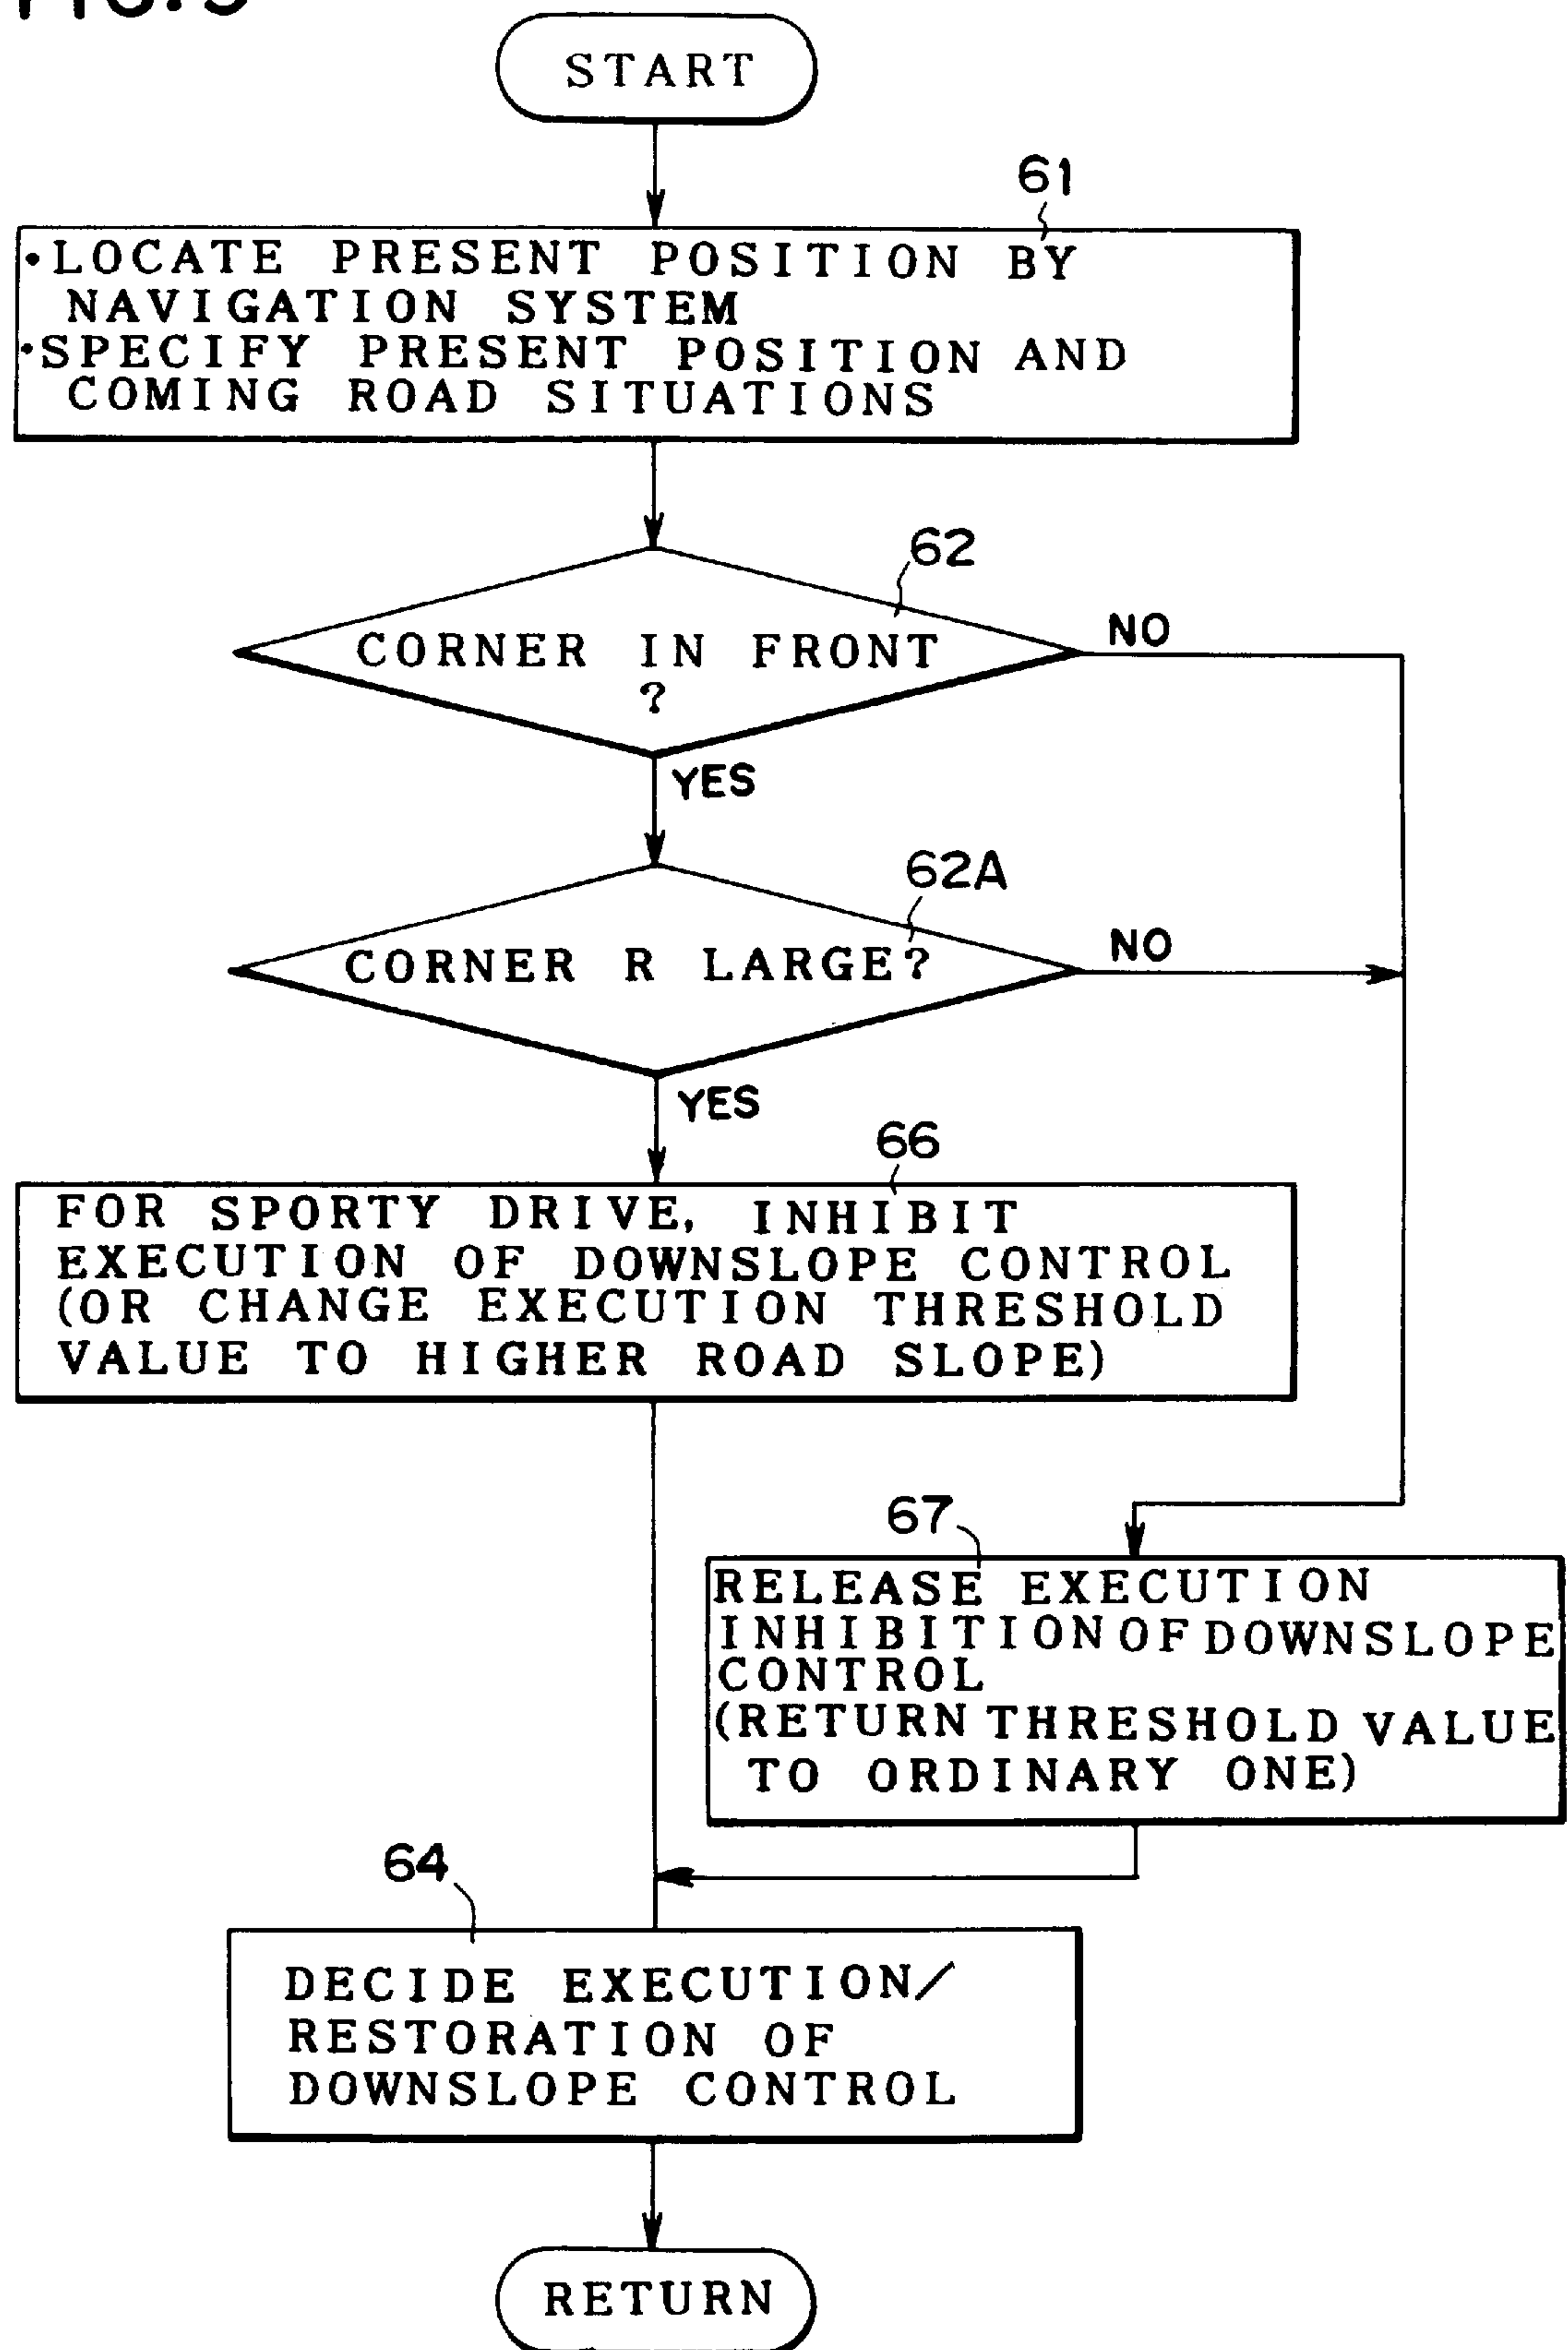 START
61
•LOCATE PRESENT POSITION BY
NAVIGATION SYSTEM
•SPECIFY PRESENT POSITION AND
COMING ROAD SITUATIONS
62
CORNER IN FRONT
?
NO
YES
62A
CORNER R LARGE?
NO
YES
66
FOR SPORTY DRIVE, INHIBIT
EXECUTION OF DOWNSLOPE CONTROL
(OR CHANGE EXECUTION THRESHOLD
VALUE TO HIGHER ROAD SLOPE)
67
RELEASE EXECUTION
INHIBITION OF DOWNSLOPE
CONTROL
(RETURN THRESHOLD VALUE
TO ORDINARY ONE)
64
DECIDE EXECUTION/
RESTORATION OF
DOWNSLOPE CONTROL
RETURN